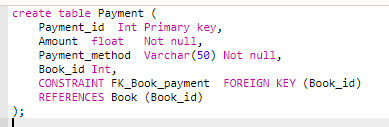 create table Payment (
    Payment_id  Int Primary key,
    Amount  float   Not null,
    Payment_method  Varchar(50) Not null,
    Book_id Int,
    CONSTRAINT FK_Book_payment  FOREIGN KEY (Book_id)
    REFERENCES Book (Book_id)
);